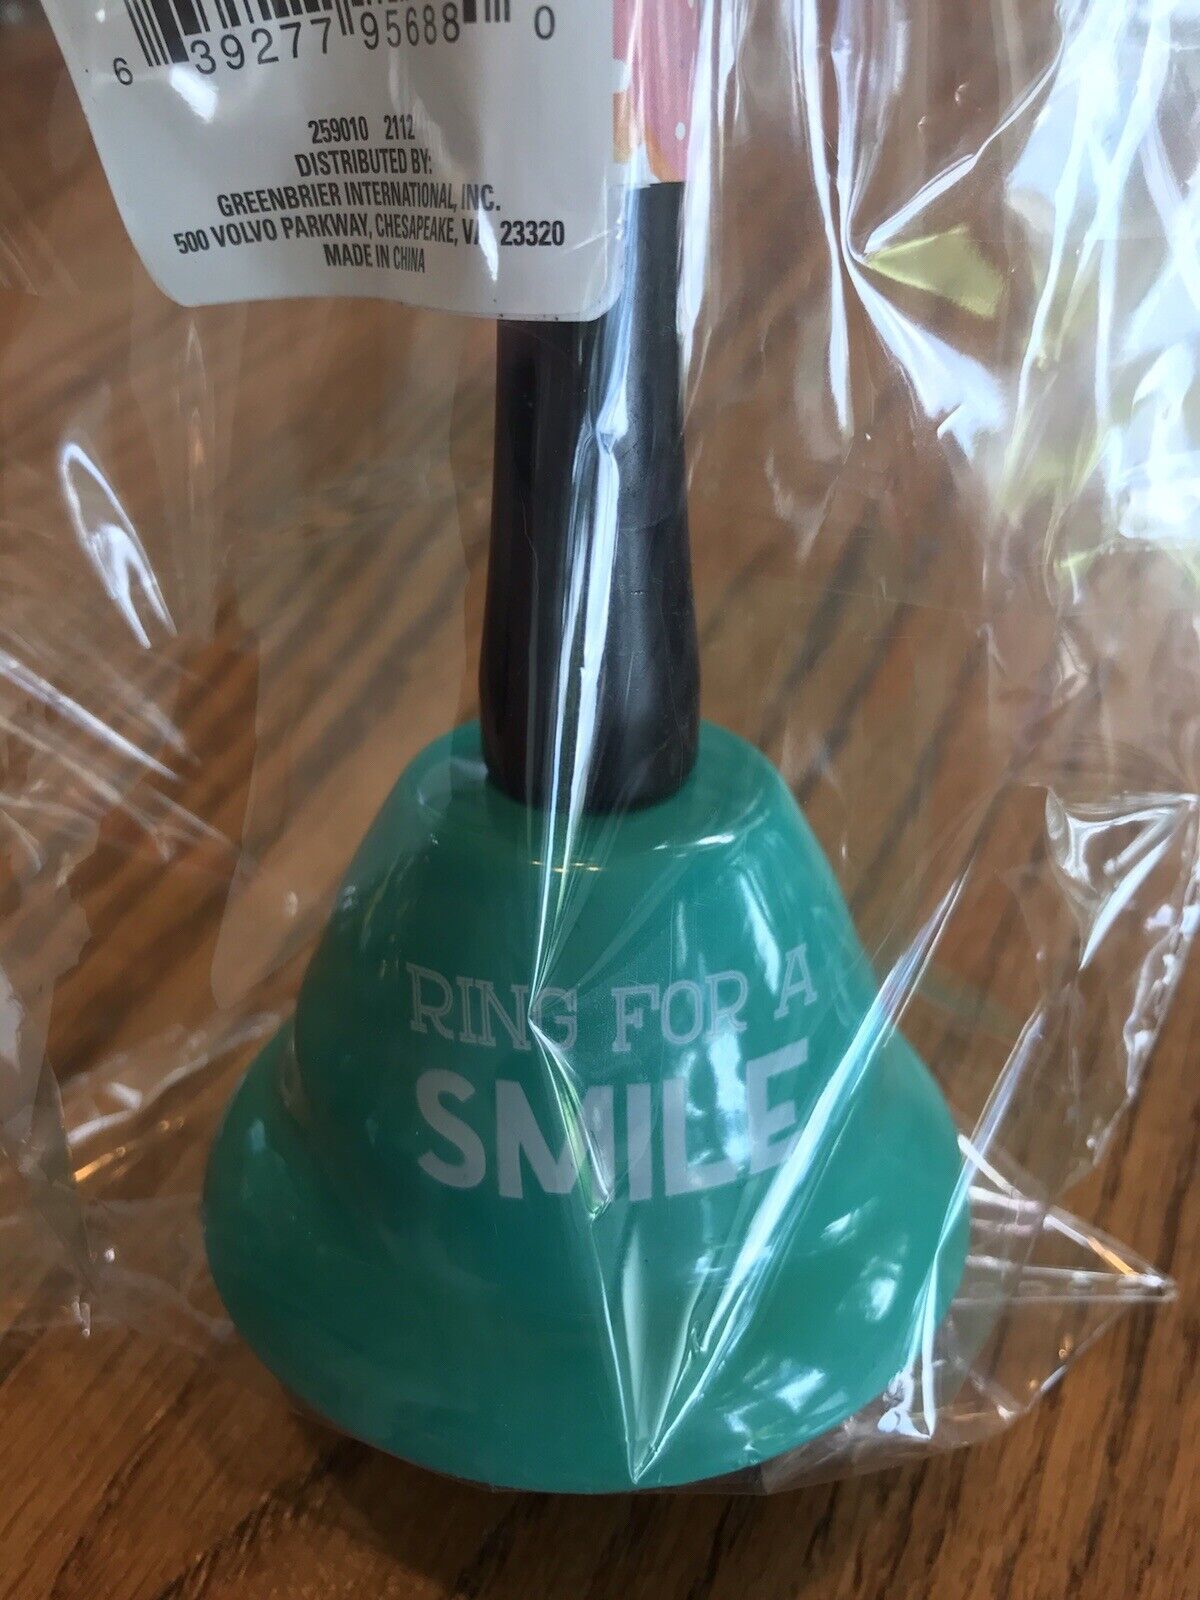 6 39277 95688 0
259010 2112
DISTRIBUTED BY:
GREENBRIER INTERNATIONAL, INC.
500 VOLVO PARKWAY, CHESAPEAKE, VA 23320
MADE IN CHINA
RING FOR A
SMILE